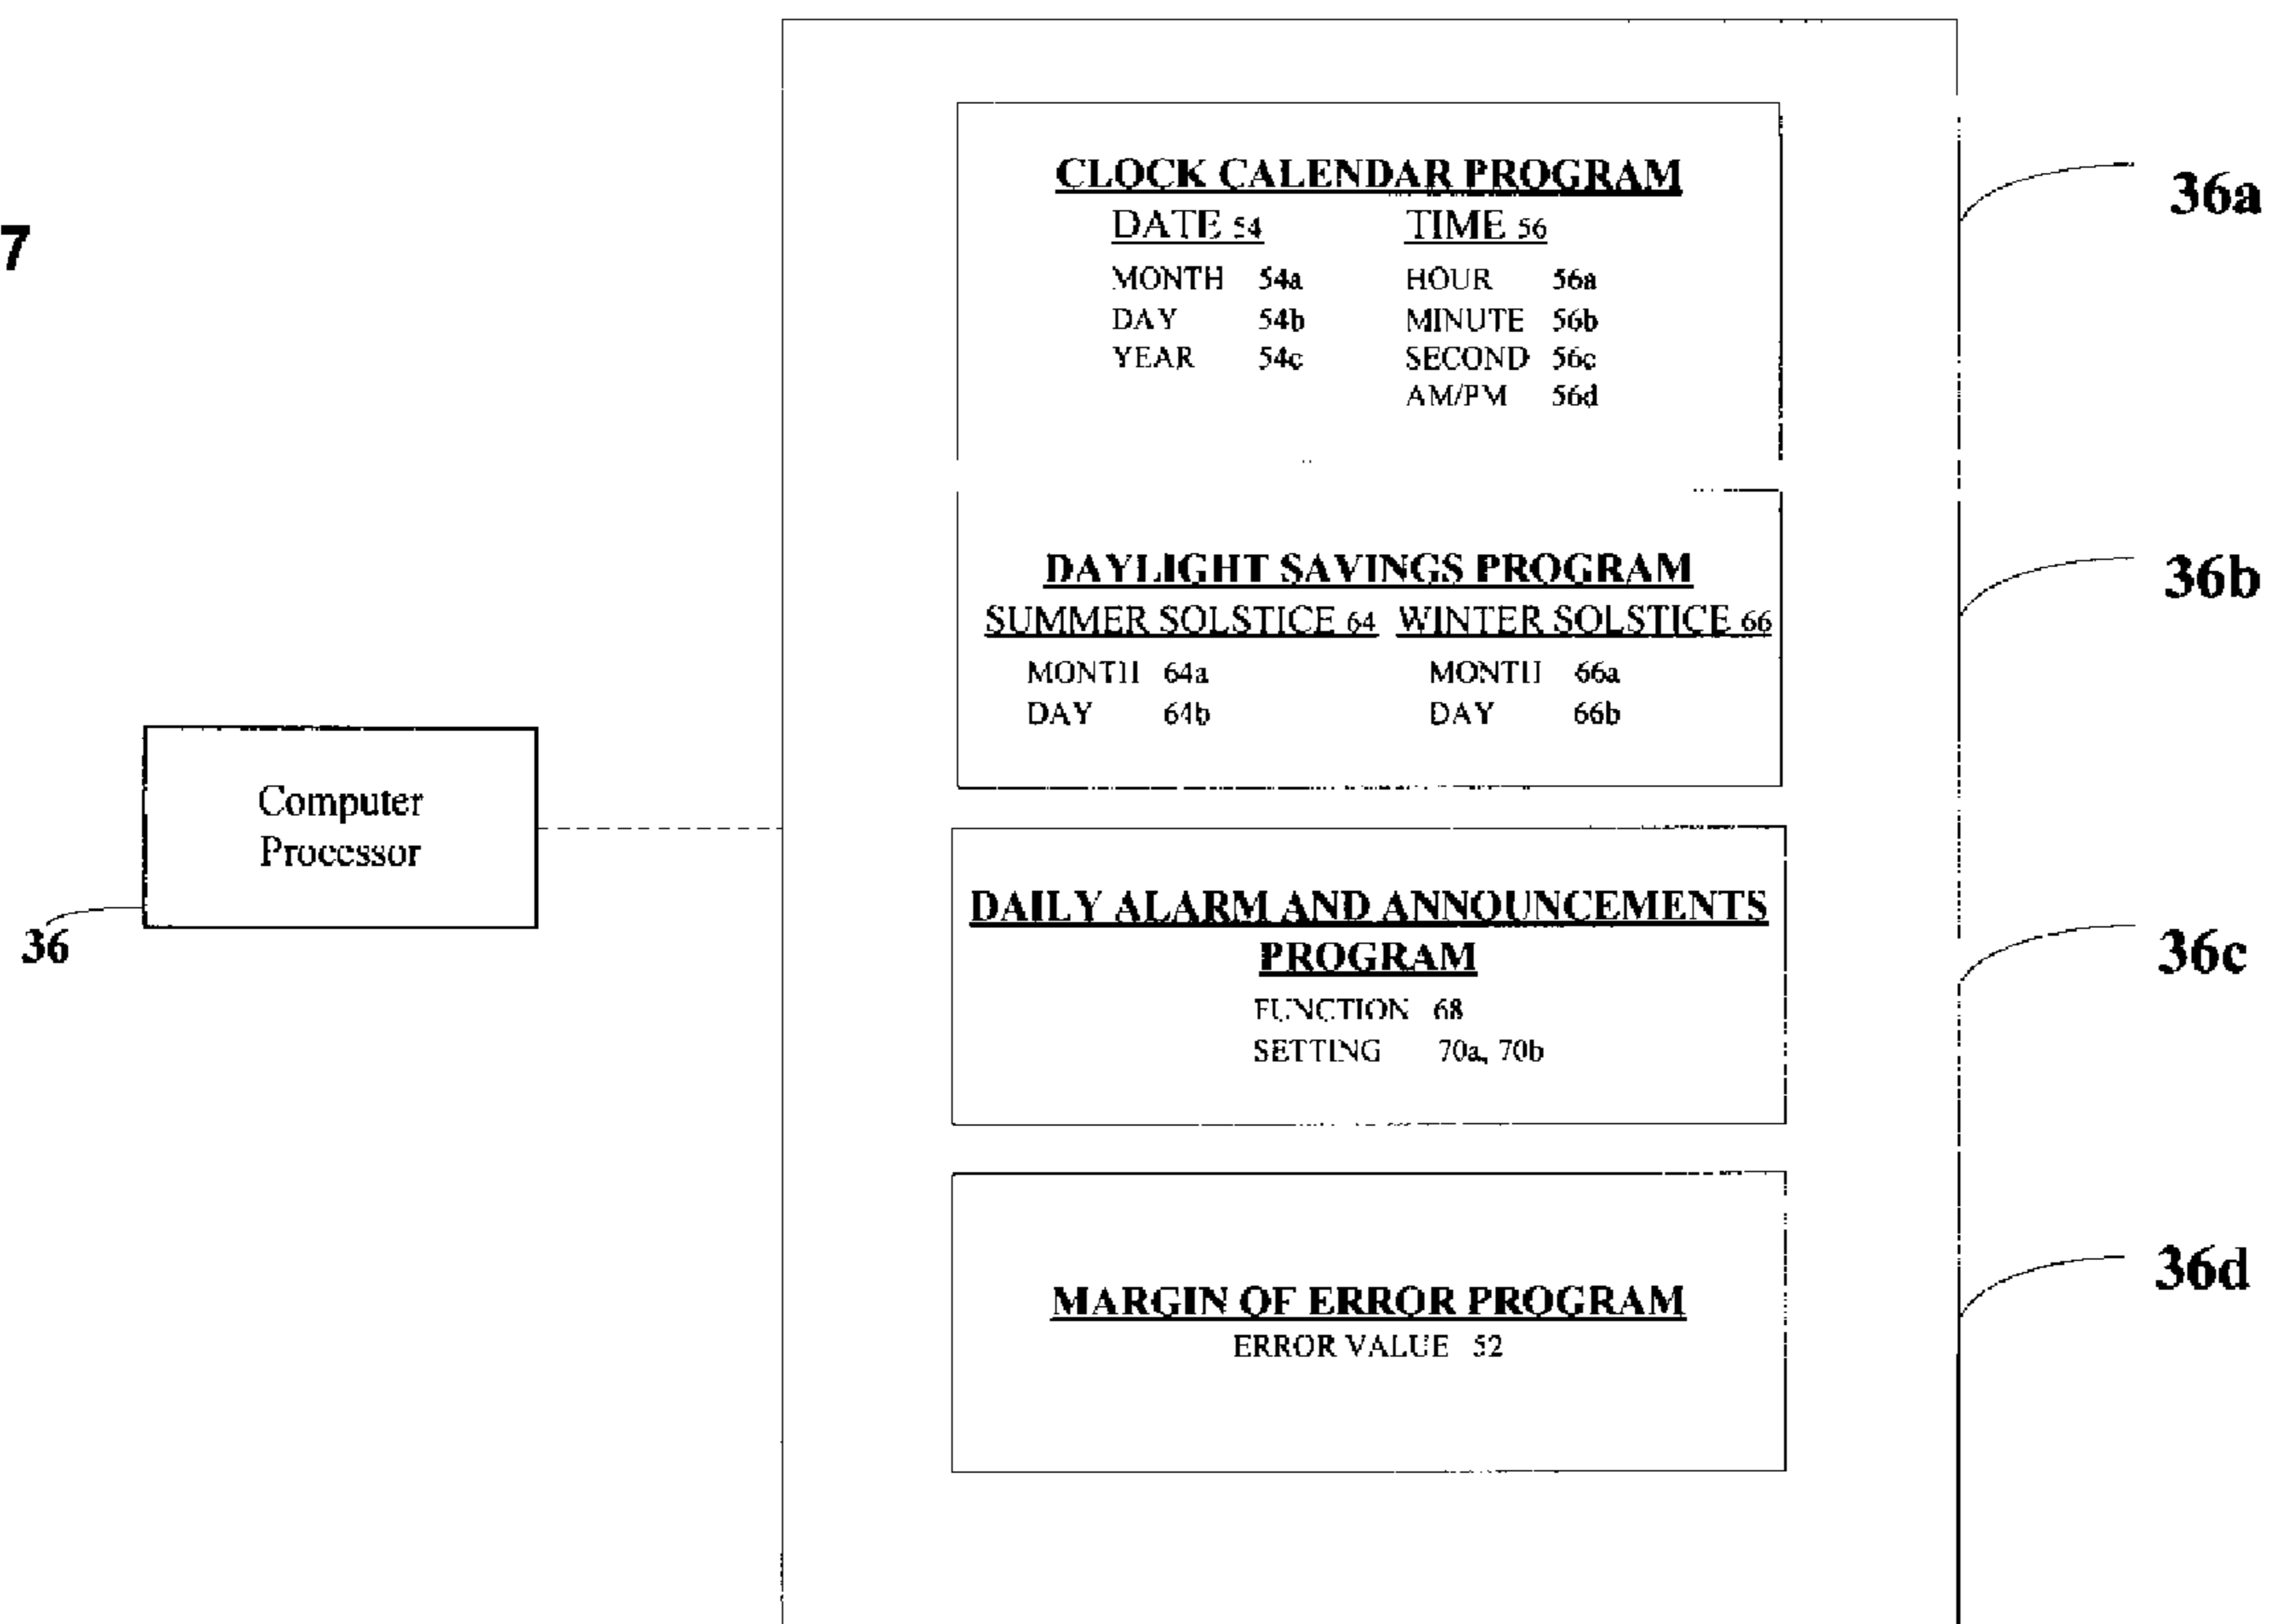 7
CLOCK CALENDAR PROGRAM
36a
DATE 54 TIME 56
MONTH 54a HOUR 56a
DAY 54b MINUTE 56b
YEAR 54c SECOND 56c
AM/PM 56d
DAYLIGHT SAVINGS PROGRAM
36b
SUMMER SOLSTICE 64 WINTER SOLSTICE 66
MONTH 64a MONTH 66a
DAY 64b DAY 66b
Computer
Processor
36
DAILY ALARM AND ANNOUNCEMENTS
PROGRAM
36c
FUNCTION 68
SETTING 70a, 70b
MARGIN OF ERROR PROGRAM
36d
ERROR VALUE 52